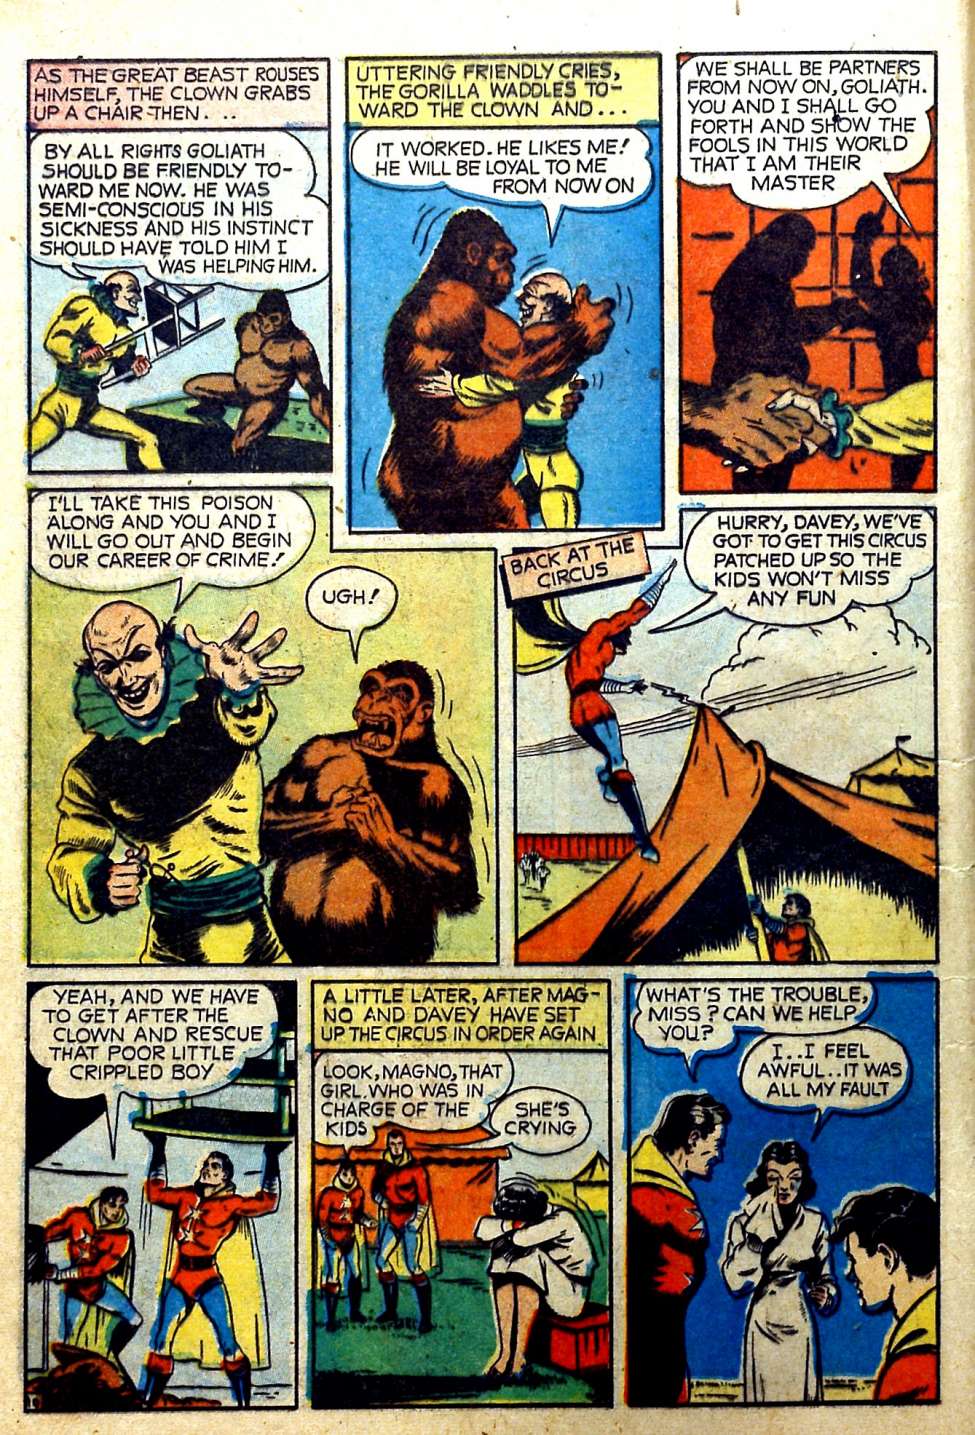 AS THE GREAT BEAST ROUSES
HIMSELF, THE CLOWN GRABS
UP A CHAIR-THEN. . .
BY ALL RIGHTS GOLIATH
SHOULD BE FRIENDLY TO-
WARD ME NOW. HE WAS
SEMI-CONSCIOUS IN HIS
SICKNESS AND HIS INSTINCT
SHOULD HAVE TOLD HIM I
WAS HELPING HIM.
UTTERING FRIENDLY CRIES,
THE GORILLA WADDLES TO-
WARD THE CLOWN AND . . .
IT WORKED. HE LIKES ME!
HE WILL BE LOYAL TO ME
FROM NOW ON
WE SHALL BE PARTNERS
FROM NOW ON, GOLIATH.
YOU AND I SHALL GO
FORTH AND SHOW THE
FOOLS IN THIS WORLD
THAT I AM THEIR
MASTER
I'LL TAKE THIS POISON
ALONG AND YOU AND I
WILL GO OUT AND BEGIN
OUR CAREER OF CRIME!
UGH!
BACK AT THE
CIRCUS
HURRY, DAVEY, WE'VE
GOT TO GET THIS CIRCUS
PATCHED UP SO THE
KIDS WON'T MISS
ANY FUN
YEAH, AND WE HAVE
TO GET AFTER THE
CLOWN AND RESCUE
THAT POOR LITTLE
CRIPPLED BOY
A LITTLE LATER, AFTER MAG-
NO AND DAVEY HAVE SET
UP THE CIRCUS IN ORDER AGAIN
LOOK, MAGNO, THAT
GIRL WHO WAS IN
CHARGE OF THE
KIDS
SHE'S
CRYING
WHAT'S THE TROUBLE,
MISS? CAN WE HELP
YOU?
I..I FEEL
AWFUL..IT WAS
ALL MY FAULT